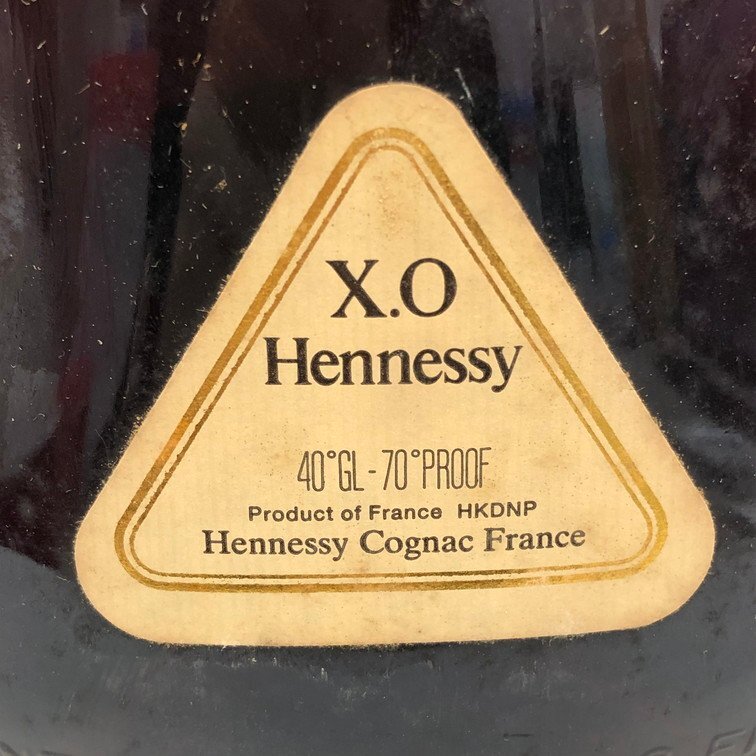 X.O
Hennessy
40°GL-70°PROOF
Product of France HKDNP
Hennessy Cognac France